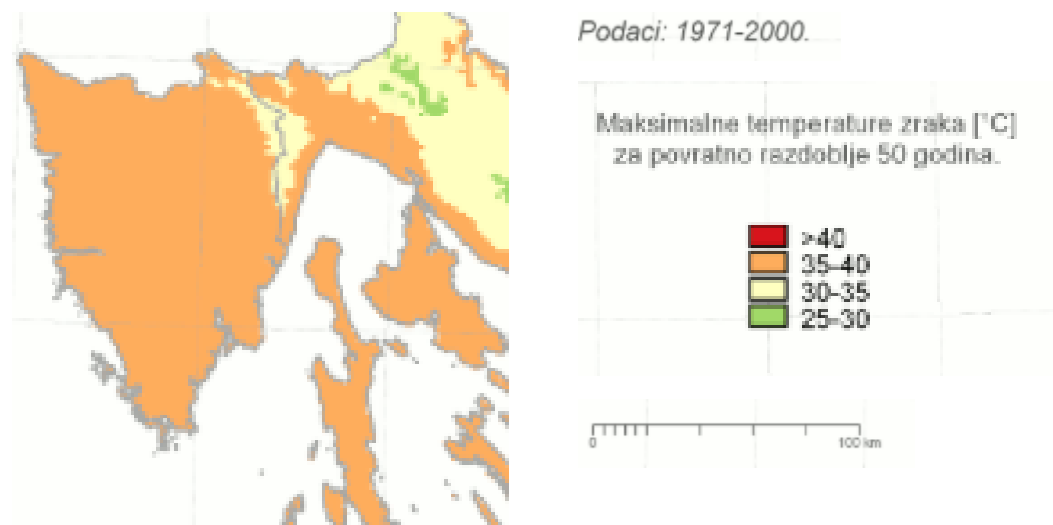 Podaci: 1971-2000.
Maksimalne temperature zraka [°C]
za povratno razdoblje 50 godina.
>40
35-40
30-35
25-30
0 100 km